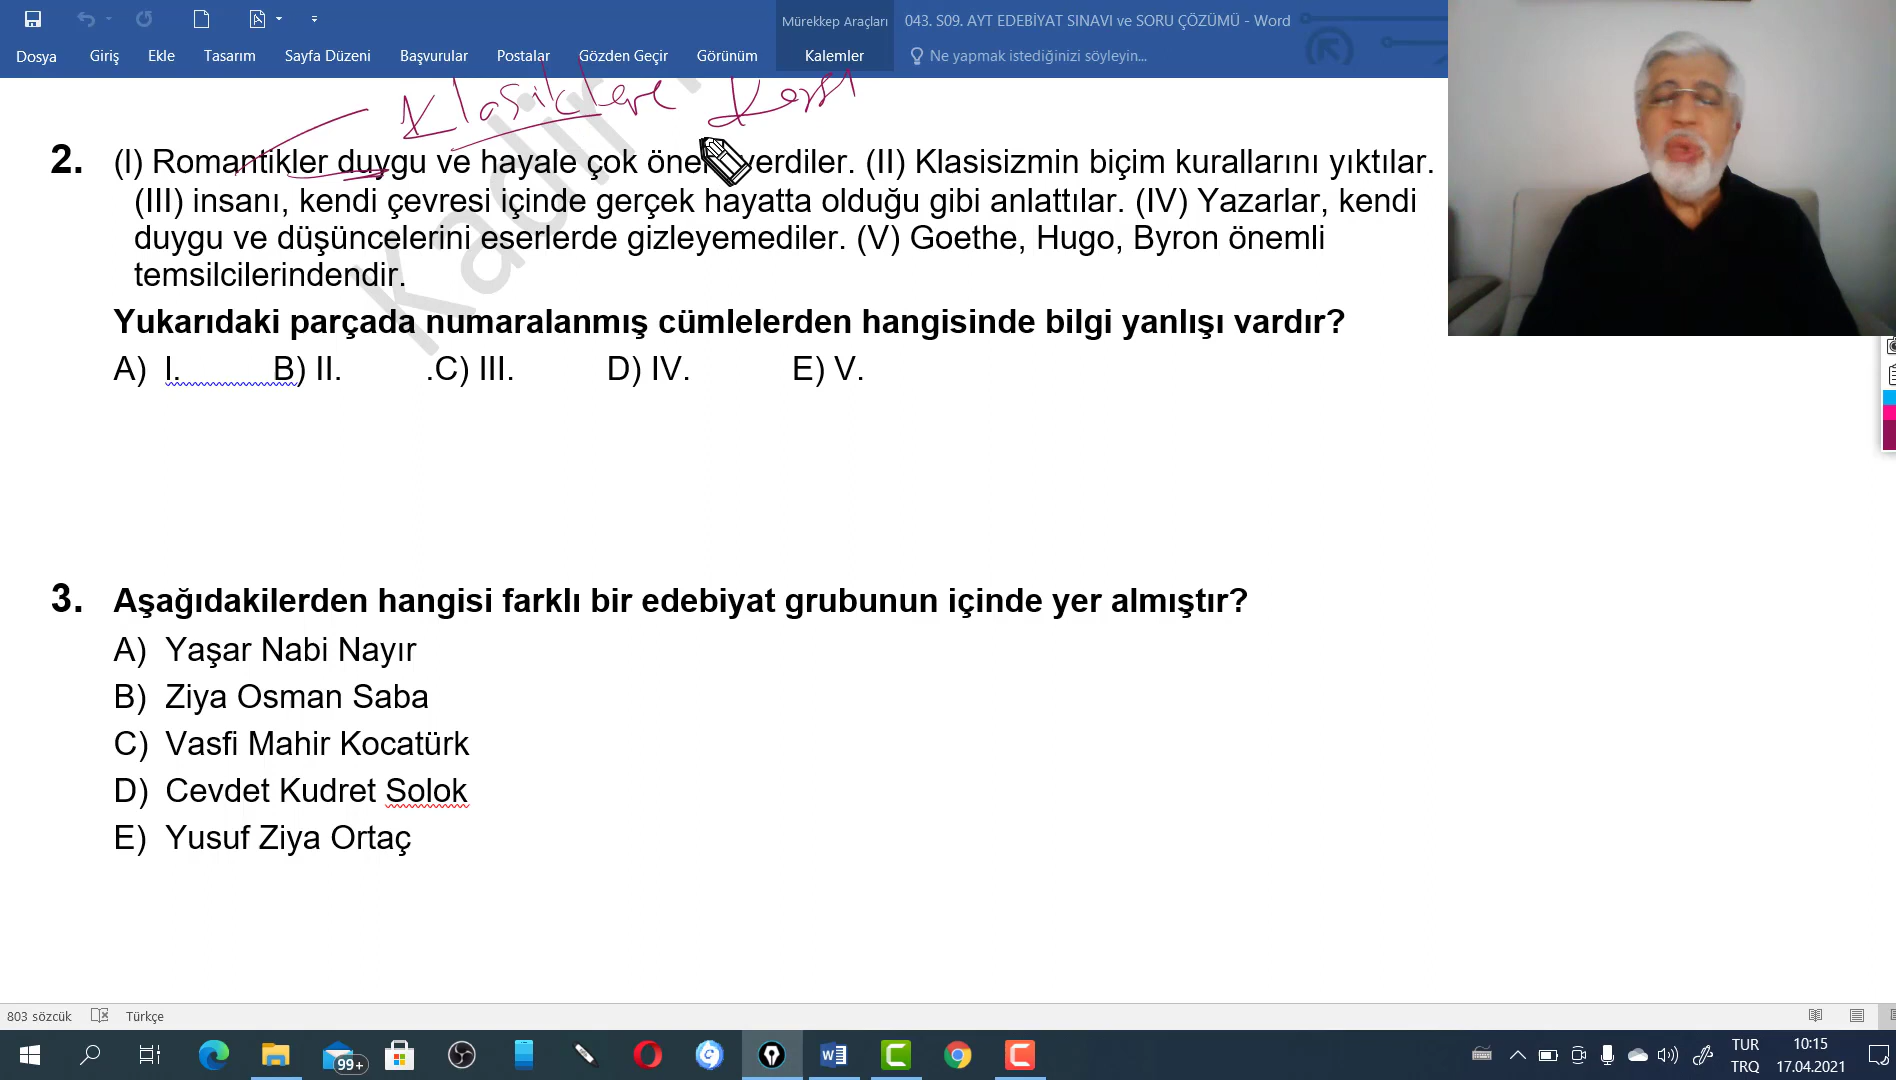 Mürekkep Araçları
043. S09. AYT EDEBİYAT SINAVI ve SORU ÇÖZÜMÜ - Word
Dosya Giriş Ekle Tasarım Sayfa Düzeni Başvurular Postalar Gözden Geçir Görünüm Kalemler Ne yapmak istediğinizi söyleyin...
Klasiklere karşı
2. (I) Romantikler duygu ve hayale çok önem verdiler. (II) Klasisizmin biçim kurallarını yıktılar.
(III) insanı, kendi çevresi içinde gerçek hayatta olduğu gibi anlattılar. (IV) Yazarlar, kendi
duygu ve düşüncelerini eserlerde gizleyemediler. (V) Goethe, Hugo, Byron önemli
temsilcilerindendir.
Yukarıdaki parçada numaralanmış cümlelerden hangisinde bilgi yanlışı vardır?
A) I. B) II. .C) III. D) IV. E) V.
3. Aşağıdakilerden hangisi farklı bir edebiyat grubunun içinde yer almıştır?
A) Yaşar Nabi Nayır
B) Ziya Osman Saba
C) Vasfi Mahir Kocatürk
D) Cevdet Kudret Solok
E) Yusuf Ziya Ortaç
Kadir
803 sözcük Türkçe
99+
TUR 10:15
TRQ 17.04.2021